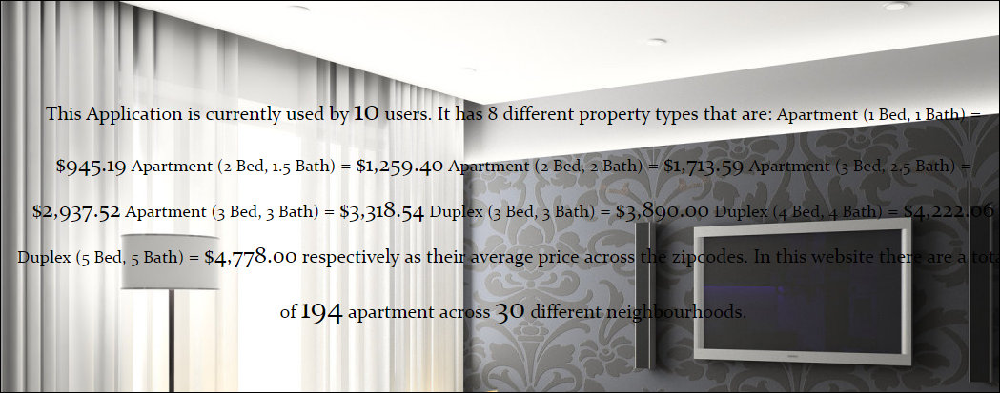 This Application is currently used by 10 users. It has 8 different property types that are: Apartment (1 Bed, 1 Bath) =
$945.19 Apartment (2 Bed, 1.5 Bath) = $1,259.40 Apartment (2 Bed, 2 Bath) = $1,713.59 Apartment (3 Bed, 2.5 Bath) =
$2,937.52 Apartment (3 Bed, 3 Bath) = $3,318.54 Duplex (3 Bed, 3 Bath) = $3,890.00 Duplex (4 Bed, 4 Bath) = $4,222.06
Duplex (5 Bed, 5 Bath) = $4,778.00 respectively as their average price across the zipcodes. In this website there are a tota
of 194 apartment across 30 different neighbourhoods.